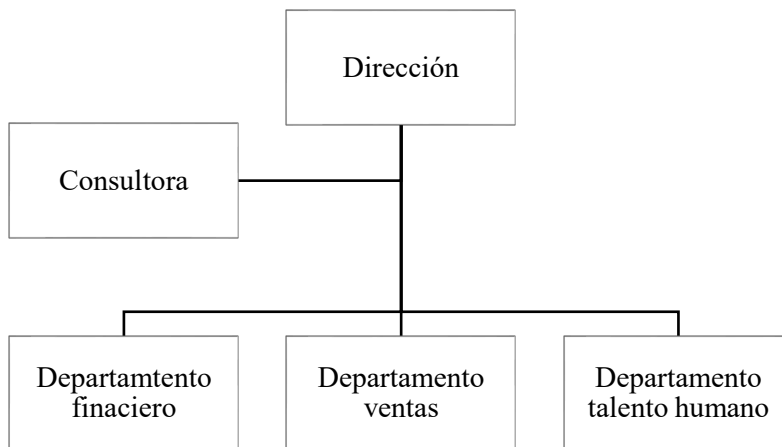 Dirección
Consultora
Departamtento
finaciero
Departamento
ventas
Departamento
talento humano